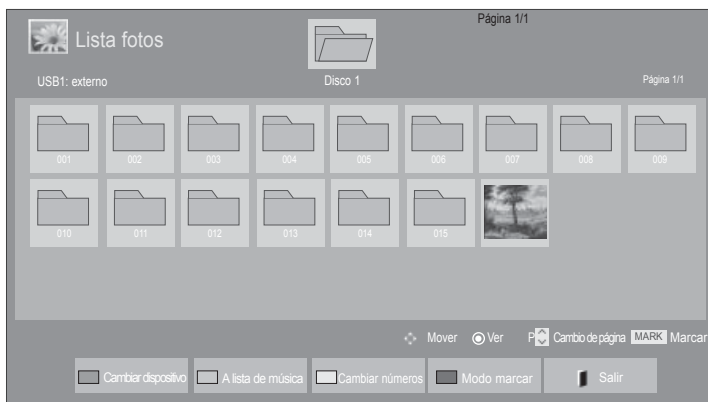 Página 1/1
Lista fotos
USB1: externo
Disco 1
Página 1/1
001 002 003 004 005 006 007 008 009
010 011 012 013 014 015
Mover Ver P Cambio de página MARK Marcar
Cambiar dispositivo A lista de música Cambiar números Modo marcar Salir